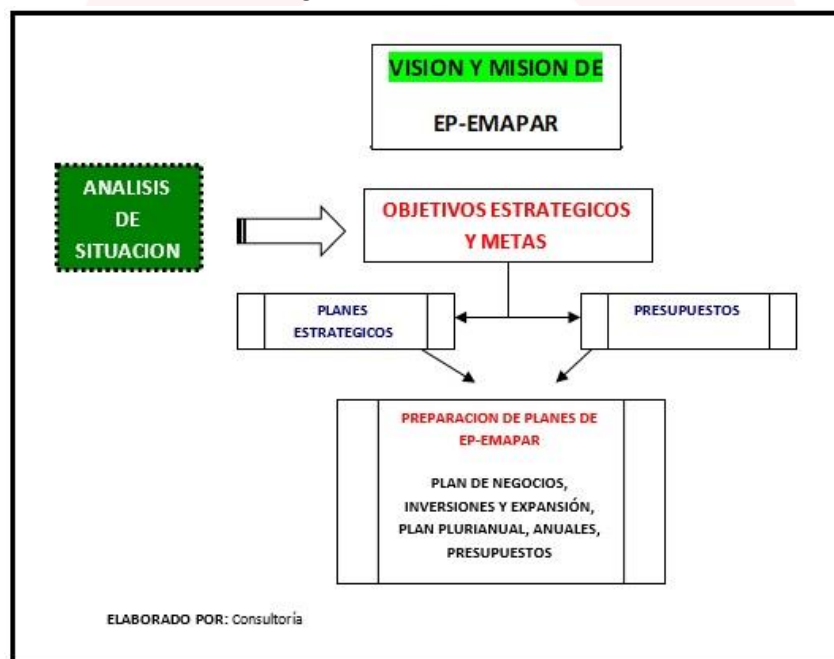 VISION Y MISION DE
EP-EMAPAR
ANALISIS
DE
SITUACION
OBJETIVOS ESTRATEGICOS
Y METAS
PLANES
ESTRATEGICOS
PRESUPUESTOS
PREPARACION DE PLANES DE
EP-EMAPAR
PLAN DE NEGOCIOS,
INVERSIONES Y EXPANSIÓN,
PLAN PLURIANUAL, ANUALES,
PRESUPUESTOS
ELABORADO POR: Consultoría